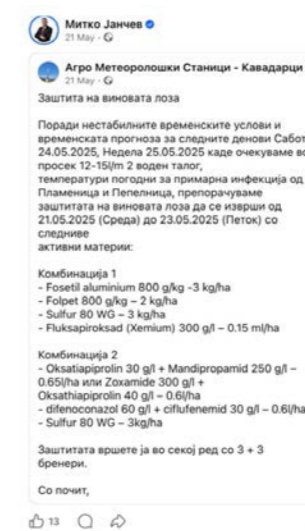 Митко Јанчев
21 May ·
Агро Метеоролошки Станици - Кавадарци
21 May ·
Заштита на виновата лоза
Поради нестабилните временските услови и
временската прогноза за следните денови Сабот
24.05.2025, Недела 25.05.2025 каде очекуваме во
просек 12-15l/m 2 воден талог,
температури погодни за примарна инфекција од
Пламеница и Пепелница, препорачуваме
заштитата на виновата лоза да се изврши од
21.05.2025 (Среда) до 23.05.2025 (Петок) со
следниве
активни материи:
Комбинација 1
- Fosetil aluminium 800 g/kg -3 kg/ha
- Folpet 800 g/kg – 2 kg/ha
- Sulfur 80 WG – 3 kg/ha
- Fluksapiroksad (Xemium) 300 g/l – 0.15 ml/ha
Комбинација 2
- Oksatiapiprolin 30 g/l + Mandipropamid 250 g/l –
0.65l/ha или Zoxamide 300 g/l +
Oksathiapiprolin 40 g/l – 0.6l/ha
- difenoconazol 60 g/l + ciflufenemid 30 g/l – 0.6l/ha
- Sulfur 80 WG – 3kg/ha
Заштитата вршете ја во секој ред со 3 + 3
бренери.
Со почит,
13